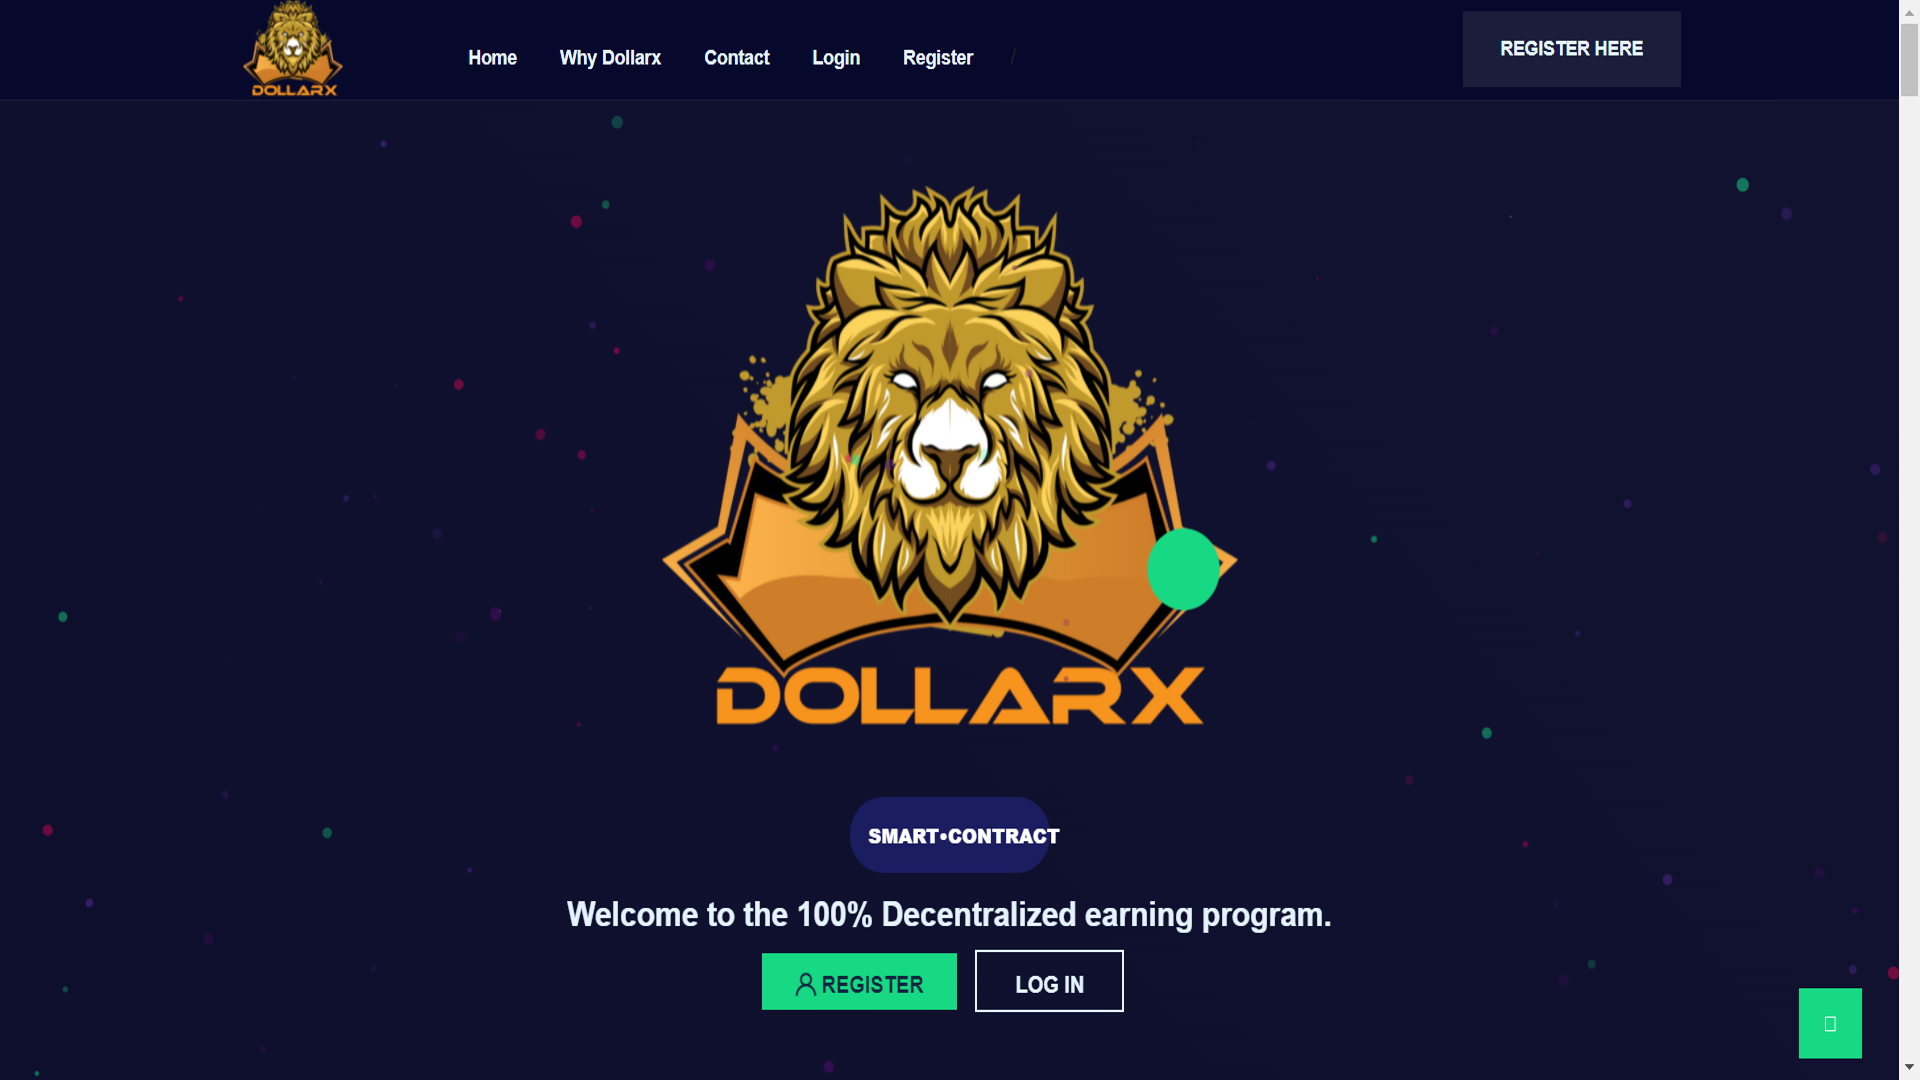 DOLLARX
Home Why Dollarx Contact Login Register /
REGISTER HERE
DOLLARX
SMART•CONTRACT
Welcome to the 100% Decentralized earning program.
REGISTER LOG IN